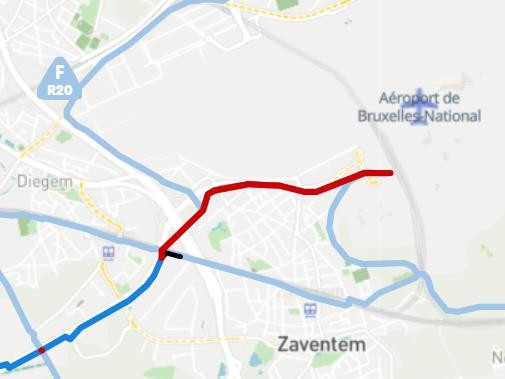 F
R20
Aéroport de
Bruxelles-National
Diegem
Zaventem